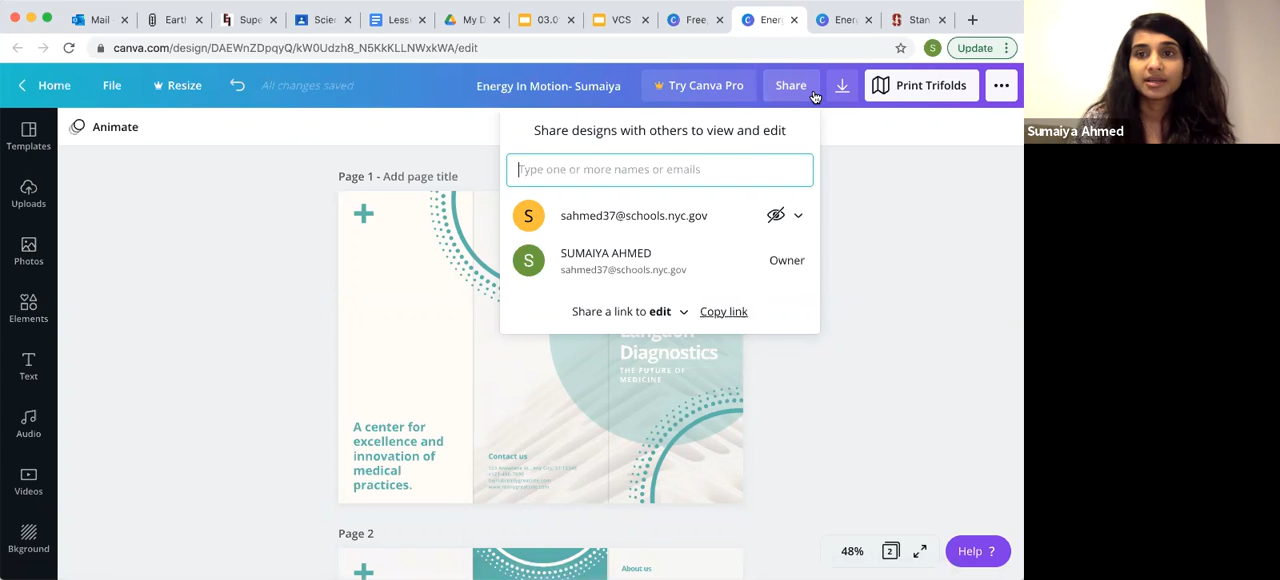 Mail
Eartl
Supe
Scie
Less
My D
03.0
VCS
Free,
Ener
Ener
Stan
canva.com/design/DAEWnZDpqyQ/kW0Udzh8_N5KkKLLNWxkWA/edit
S
Update
Home
File
Resize
All changes saved
Energy In Motion- Sumaiya
Try Canva Pro
Share
Print Trifolds
Sumaiya Ahmed
Templates
Uploads
Photos
Elements
Text
Audio
Videos
Bkground
Animate
Share designs with others to view and edit
Type one or more names or emails
S
sahmed37@schools.nyc.gov
S
SUMAIYA AHMED
sahmed37@schools.nyc.gov
Owner
Share a link to edit
Copy link
Page 1 - Add page title
Diagnostics
THE FUTURE OF
MEDICINE
A center for
excellence and
innovation of
medical
practices.
Contact us
Page 2
About us
48%
2
Help ?